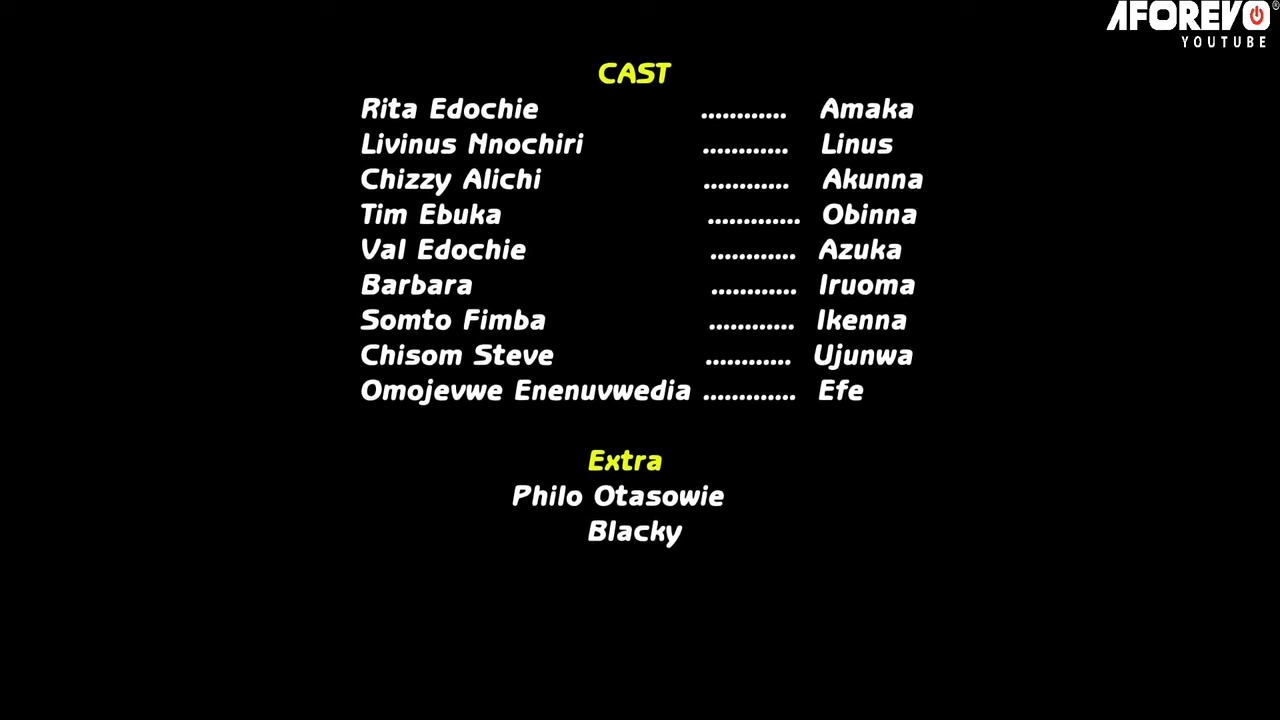 AFOREVO®
YOUTUBE
CAST
Rita Edochie ............ Amaka
Livinus Nnochiri ............ Linus
Chizzy Alichi ............ Akunna
Tim Ebuka ............. Obinna
Val Edochie ............ Azuka
Barbara ............ Iruoma
Somto Fimba ............ Ikenna
Chisom Steve ............ Ujunwa
Omojevwe Enenuvwedia ............. Efe
Extra
Philo Otasowie
Blacky